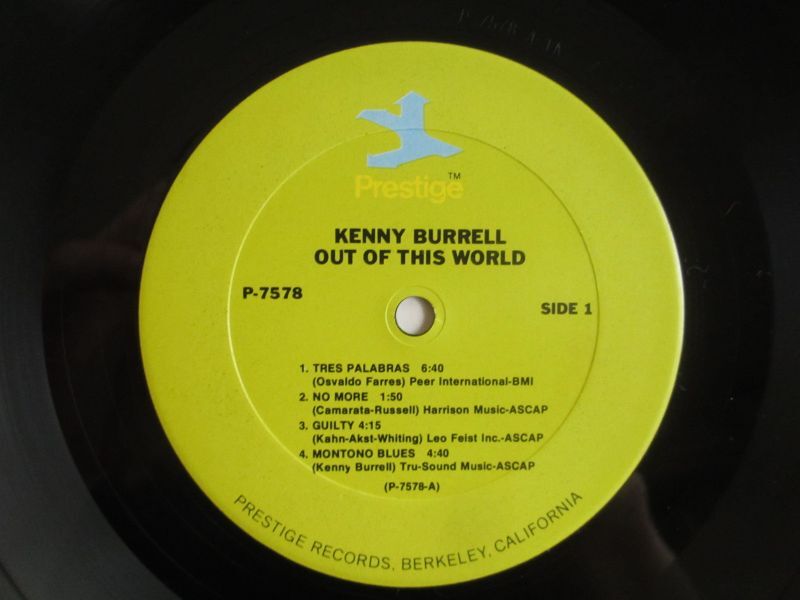 P 7578 A 1A
TM
Prestige
KENNY BURRELL
OUT OF THIS WORLD
P-7578
SIDE 1
1. TRES PALABRAS 6:40
(Osvaldo Farres) Peer International-BMI
2. NO MORE 1:50
(Camarata-Russell) Harrison Music-ASCAP
3. GUILTY 4:15
(Kahn-Akst-Whiting) Leo Feist Inc.-ASCAP
4. MONTONO BLUES 4:40
(Kenny Burrell) Tru-Sound Music-ASCAP
(P-7578-A)
PRESTIGE RECORDS, BERKELEY, CALIFORNIA